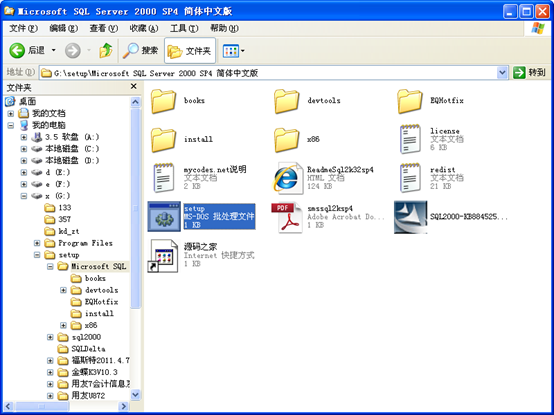 Microsoft SQL Server 2000 SP4 简体中文版
文件(F) 编辑(E) 查看(V) 收藏(A) 工具(T) 帮助(H)
后退 搜索 文件夹
地址(D) G:\setup\Microsoft SQL Server 2000 SP4 简体中文版 转到
文件夹
桌面
我的文档
我的电脑
3.5 软盘 (A:)
本地磁盘 (C:)
本地磁盘 (D:)
d (E:)
e (F:)
x (G:)
133
357
kd_zt
Program Files
setup
Microsoft SQL
books
devtools
EQHotfix
install
x86
sql2000
SQLDelta
福斯特2011.4.7
金蝶K3V10.3
用友7会计信息发
用友U872
books
devtools
EQHotfix
install
x86
license
文本文档
6 KB
mycodes.net说明
文本文档
2 KB
ReadmeSql2k32sp4
HTML 文档
124 KB
redist
文本文档
21 KB
setup
MS-DOS 批处理文件
1 KB
smssql2ksp4
Adobe Acrobat Do...
1 KB
SQL2000-KB884525...
源码之家
Internet 快捷方式
1 KB